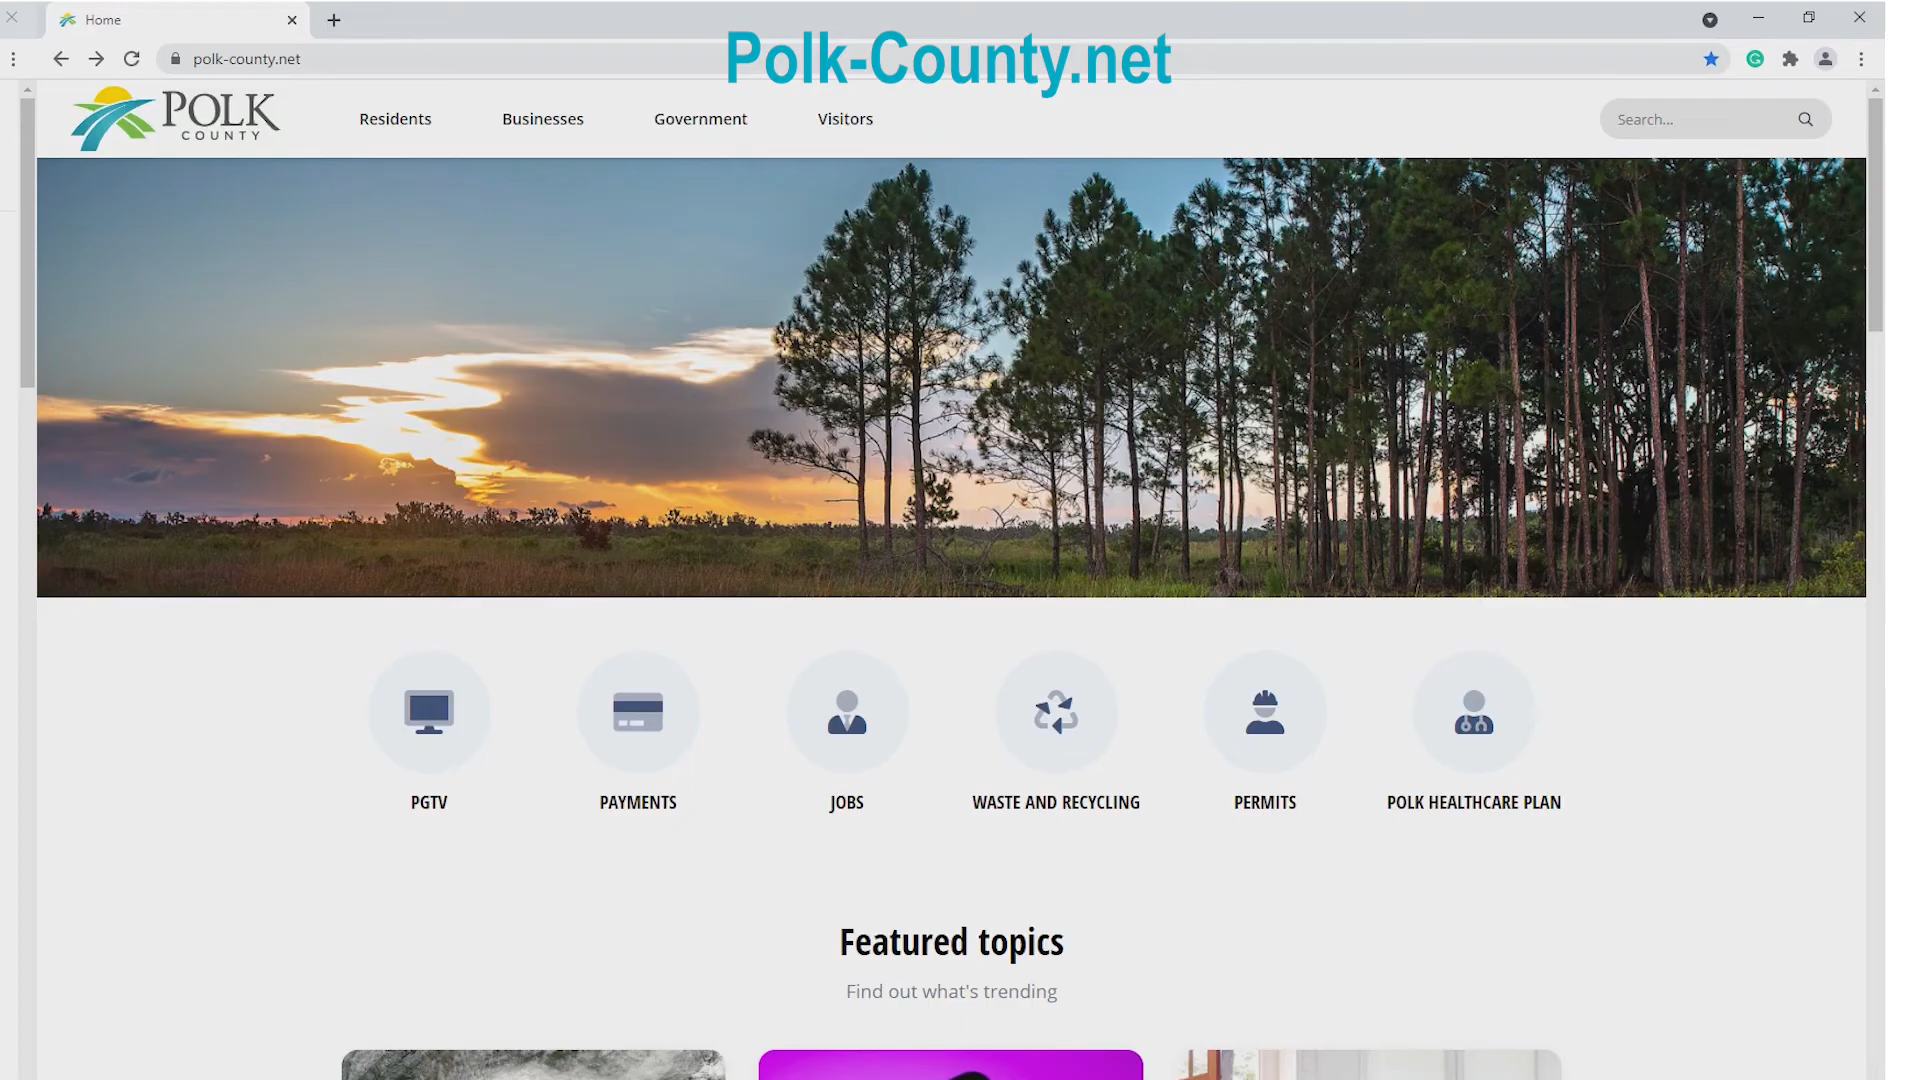 Home
Polk-County.net
polk-county.net
POLK
COUNTY
Residents
Businesses
Government
Visitors
Search...
PGTV
PAYMENTS
JOBS
WASTE AND RECYCLING
PERMITS
POLK HEALTHCARE PLAN
Featured topics
Find out what's trending